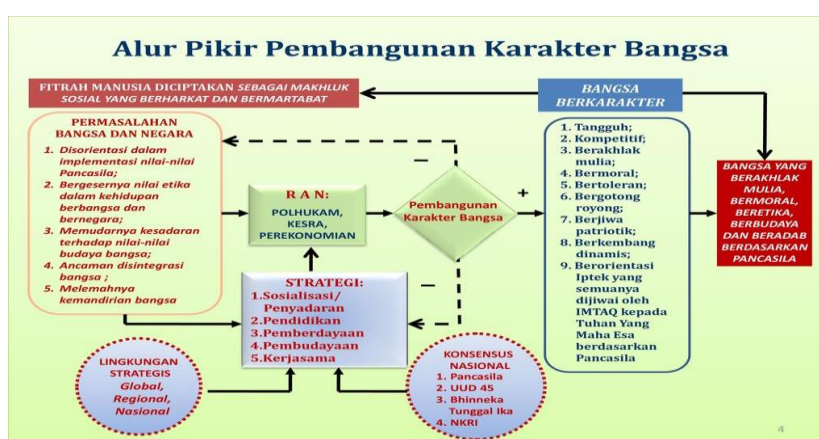 Alur Pikir Pembangunan Karakter Bangsa
FITRAH MANUSIA DICIPTAKAN SEBAGAI MAKHLUK
SOSIAL YANG BERHARKAT DAN BERMARTABAT
BANGSA
BERKARAKTER
PERMASALAHAN
BANGSA DAN NEGARA
1. Disorientasi dalam
implementasi nilai-nilai
Pancasila;
2. Bergesernya nilai etika
dalam kehidupan
berbangsa dan
bernegara;
3. Memudarnya kesadaran
terhadap nilai-nilai
budaya bangsa;
4. Ancaman disintegrasi
bangsa ;
5. Melemahnya
kemandirian bangsa
R A N:
POLHUKAM,
KESRA,
PEREKONOMIAN
–
Pembangunan
Karakter Bangsa
+
–
1. Tangguh;
2. Kompetitif;
3. Berakhlak
mulia;
4. Bermoral;
5. Bertoleran;
6. Bergotong
royong;
7. Berjiwa
patriotik;
8. Berkembang
dinamis;
9. Berorientasi
Iptek yang
semuanya
dijiwai oleh
IMTAQ kepada
Tuhan Yang
Maha Esa
berdasarkan
Pancasila
BANGSA YANG
BERAKHLAK
MULIA,
BERMORAL,
BERETIKA,
BERBUDAYA
DAN BERADAB
BERDASARKAN
PANCASILA
STRATEGI:
1.Sosialisasi/
Penyadaran
2.Pendidikan
3.Pemberdayaan
4.Pembudayaan
5.Kerjasama
LINGKUNGAN
STRATEGIS
Global,
Regional,
Nasional
KONSENSUS
NASIONAL
1. Pancasila
2. UUD 45
3. Bhinneka
Tunggal Ika
4. NKRI
4